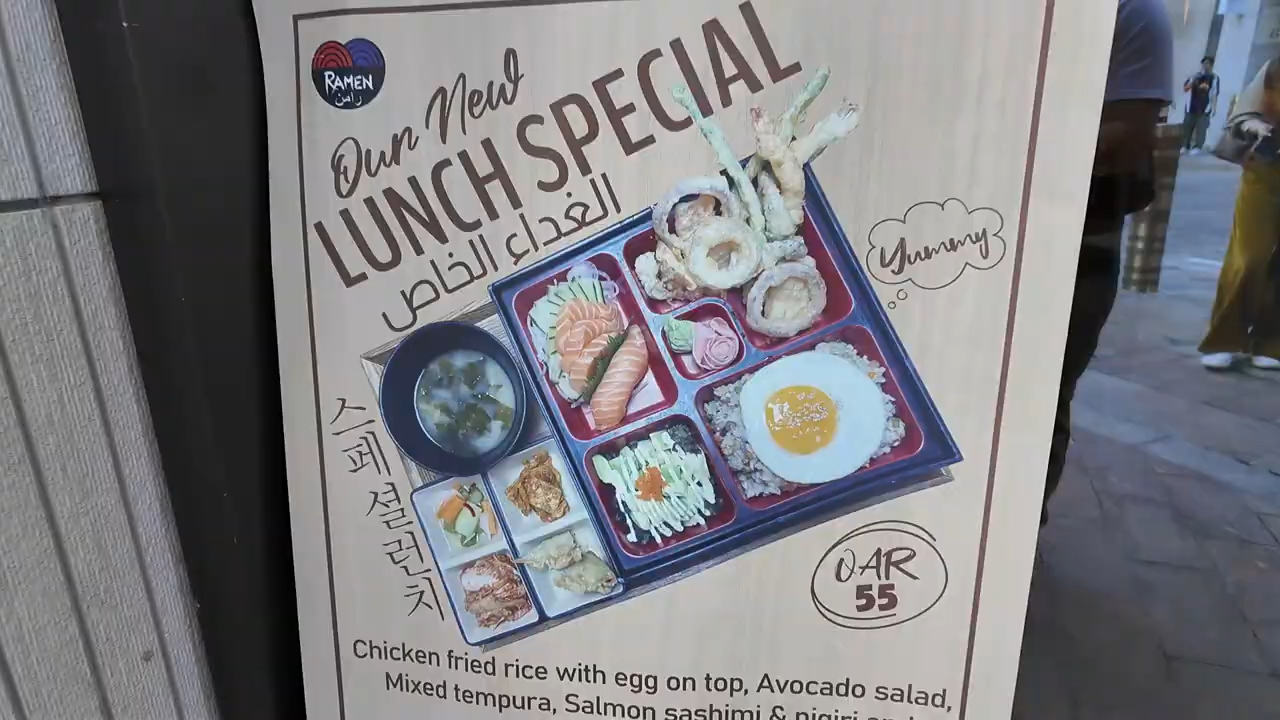 RAMEN
رامن
Our New
LUNCH SPECIAL
الغداء الخاص
Yummy
스페셜런치
QAR
55
Chicken fried rice with egg on top, Avocado salad,
Mixed tempura, Salmon sashimi & nigiri and